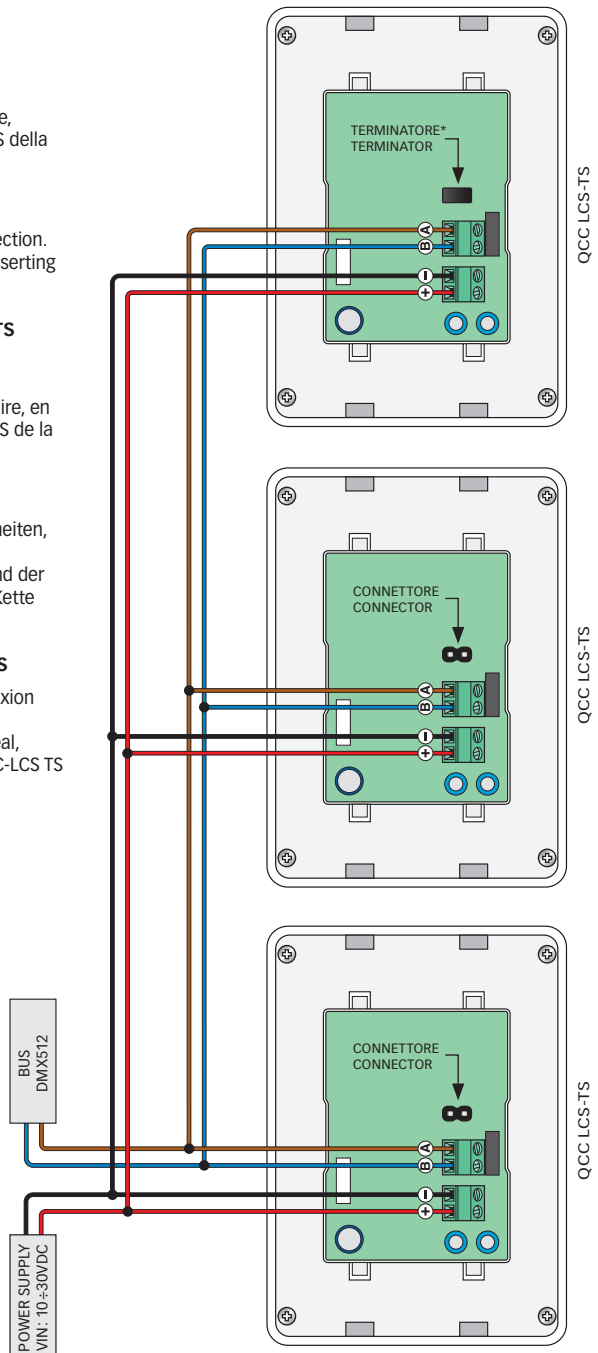 e,
S della
ection.
serting
TS
ire, en
S de la
heiten,
nd der
Kette
S
xion
eal,
C-LCS TS
TERMINATORE*
TERMINATOR
A
B
–
+
QCC LCS-TS
CONNETTORE
CONNECTOR
A
B
–
+
QCC LCS-TS
CONNETTORE
CONNECTOR
A
B
–
+
QCC LCS-TS
BUS
DMX512
POWER SUPPLY
VIN: 10÷30VDC